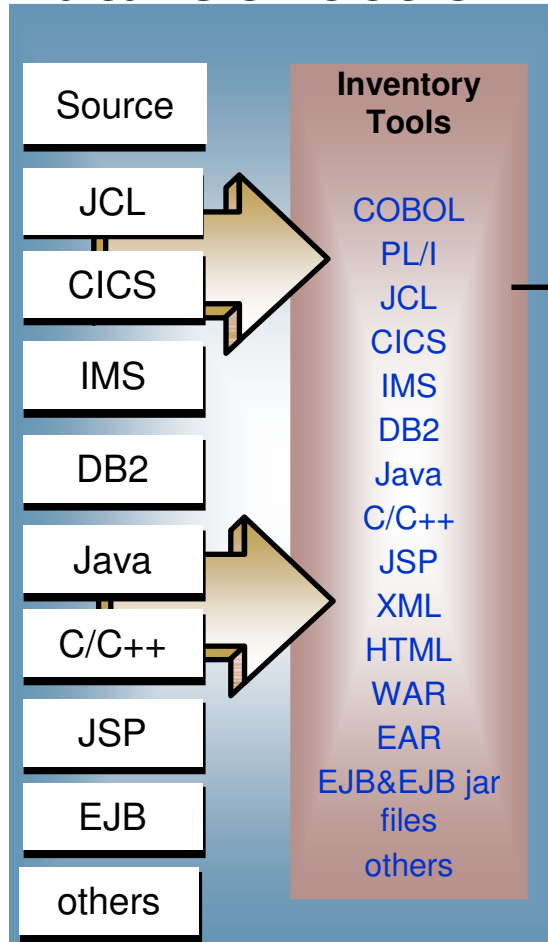 Source
JCL
CICS
IMS
DB2
Java
C/C++
JSP
EJB
others
Inventory
Tools
COBOL
PL/I
JCL
CICS
IMS
DB2
Java
C/C++
JSP
XML
HTML
WAR
EAR
EJB&EJB jar
files
others